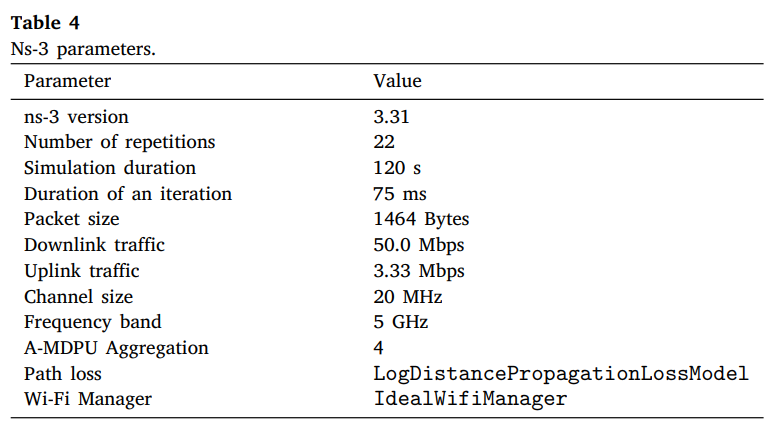 Table 4
Ns-3 parameters.
Parameter Value
ns-3 version 3.31
Number of repetitions 22
Simulation duration 120 s
Duration of an iteration 75 ms
Packet size 1464 Bytes
Downlink traffic 50.0 Mbps
Uplink traffic 3.33 Mbps
Channel size 20 MHz
Frequency band 5 GHz
A-MDPU Aggregation 4
Path loss LogDistancePropagationLossModel
Wi-Fi Manager IdealWifiManager